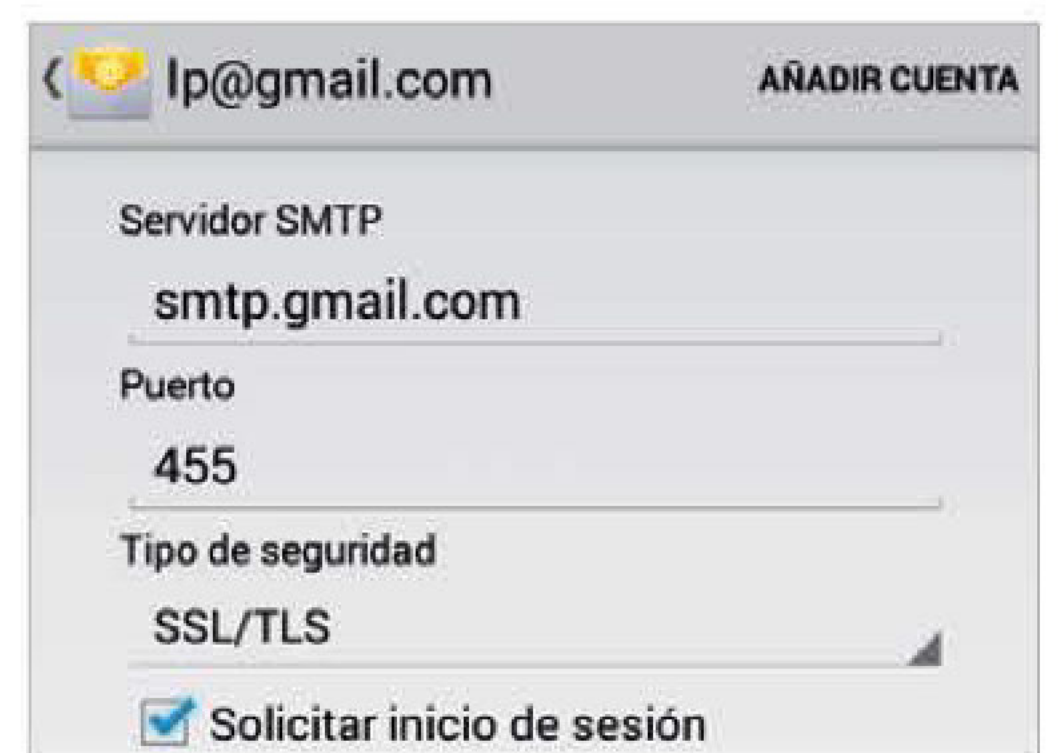 lp@gmail.com AÑADIR CUENTA
Servidor SMTP
smtp.gmail.com
Puerto
455
Tipo de seguridad
SSL/TLS
Solicitar inicio de sesión